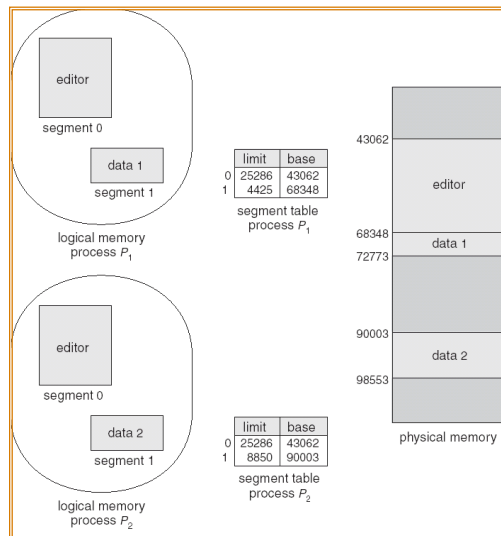 editor
segment 0
data 1
segment 1
logical memory
process P1
limit base
0 25286 43062
1 4425 68348
segment table
process P1
editor
segment 0
data 2
segment 1
logical memory
process P2
limit base
0 25286 43062
1 8850 90003
segment table
process P2
43062
editor
68348
data 1
72773
90003
data 2
98553
physical memory